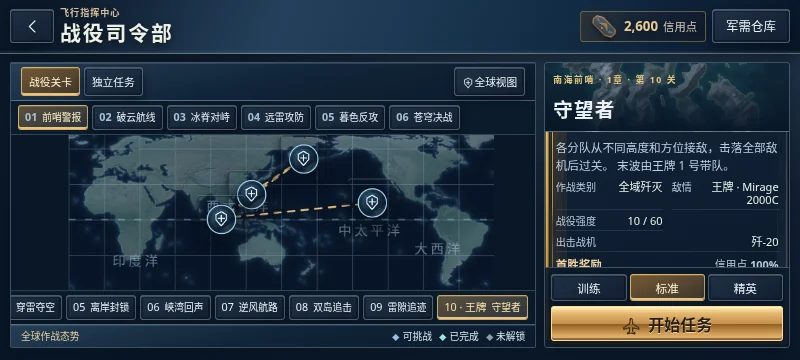 飞行指挥中心
战役司令部
2,600 信用点
军需仓库
战役关卡
独立任务
全球视图
01 前哨警报
02 破云航线
03 冰脊对峙
04 远雷攻防
05 暮色反攻
06 苍穹决战
中太平洋
大西洋
印度洋
穿雷夺空
05 离岸封锁
06 峡湾回声
07 逆风航路
08 双岛追击
09 雷隙追迹
10 · 王牌 守望者
全球作战态势
可挑战
已完成
未解锁
南海前哨 · 1章 · 第 10 关
守望者
各分队从不同高度和方位接敌，击落全部敌
机后过关。 末波由王牌 1 号带队。
作战类别 全域歼灭 敌情 王牌 · Mirage
2000C
战役强度 10 / 60
出击战机 歼-20
首胜奖励 信用点 100%
训练
标准
精英
开始任务